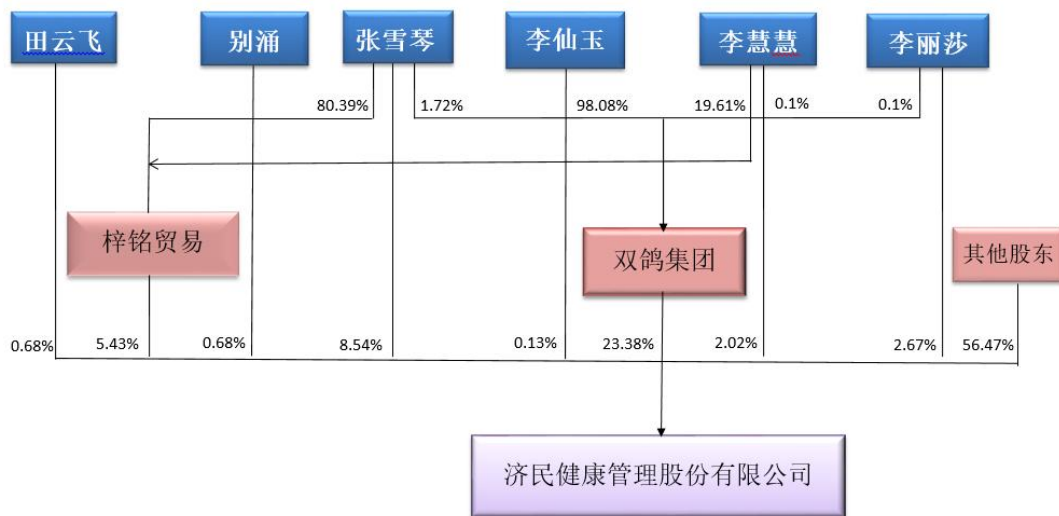 田云飞 别涌 张雪琴 李仙玉 李慧慧 李丽莎
80.39% 1.72% 98.08% 19.61% 0.1% 0.1%
梓铭贸易 双鸽集团 其他股东
0.68% 5.43% 0.68% 8.54% 0.13% 23.38% 2.02% 2.67% 56.47%
济民健康管理股份有限公司